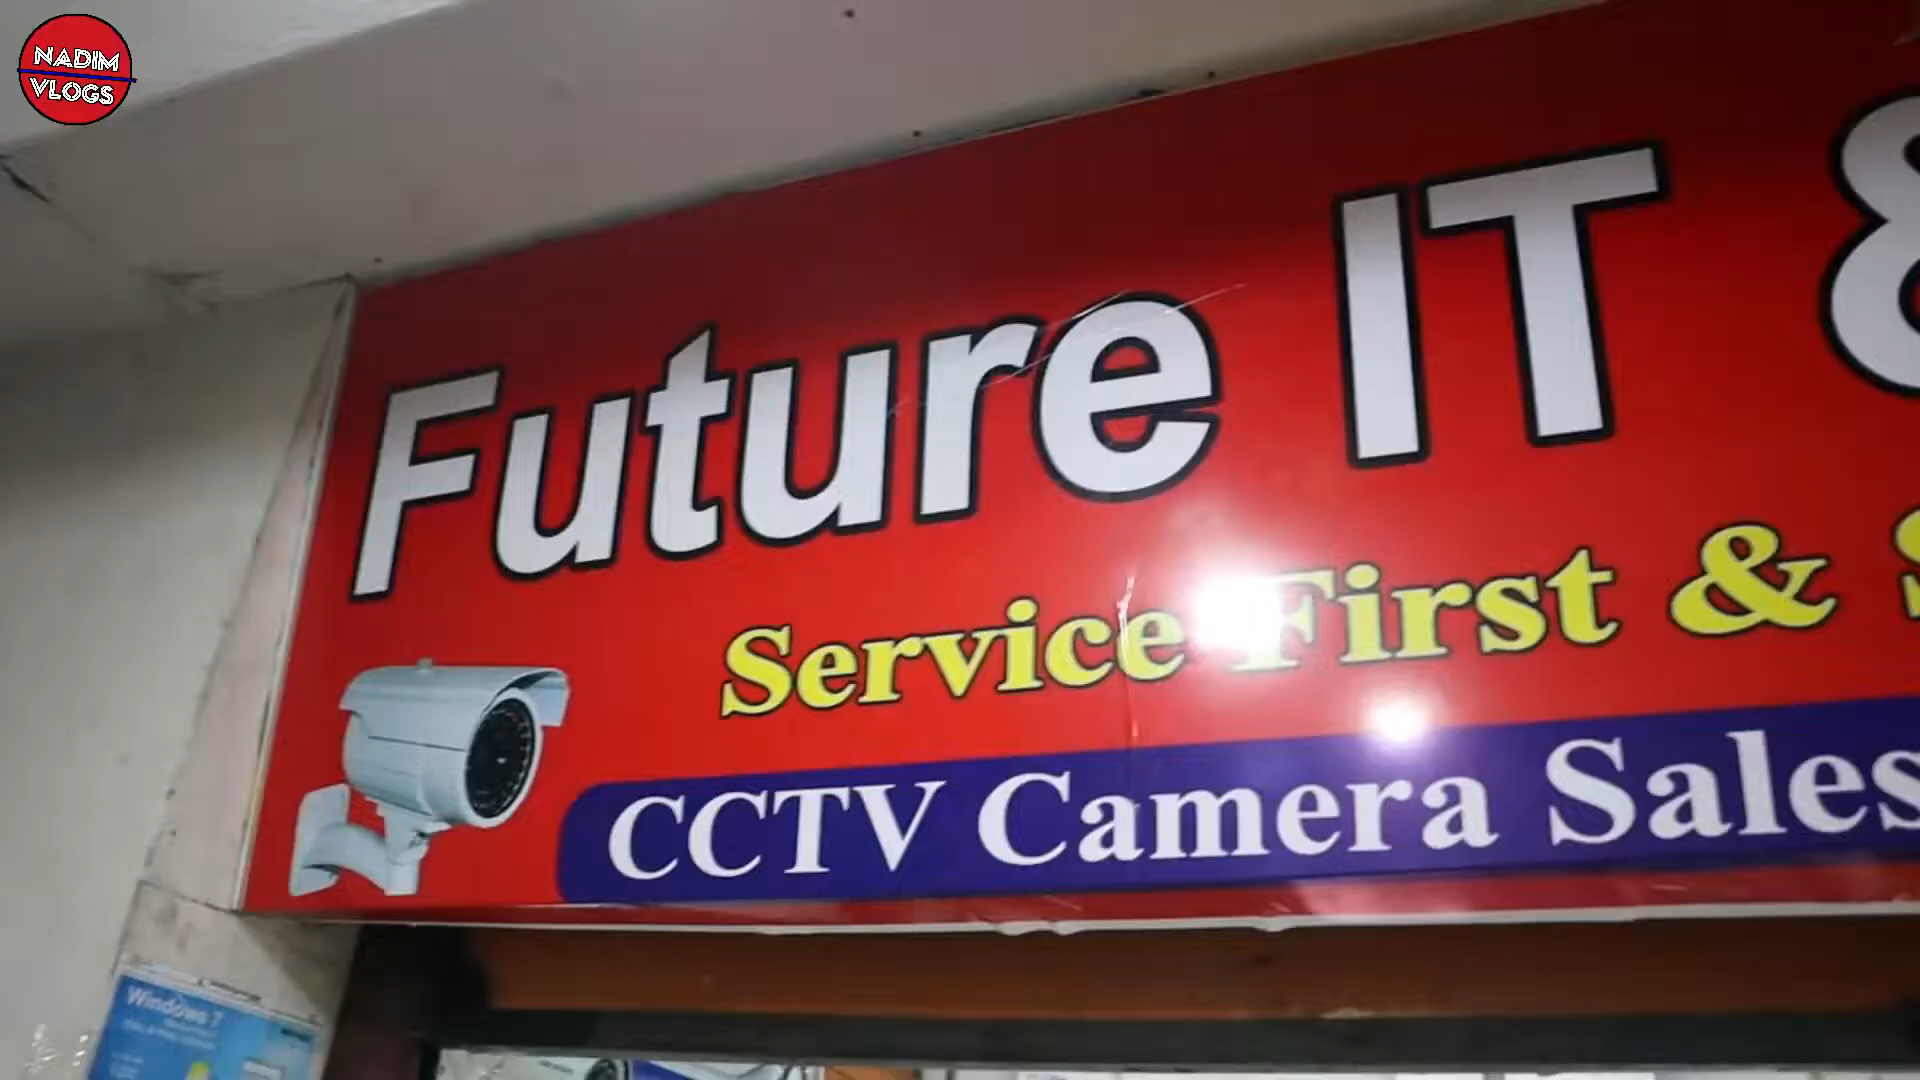 NADIM
VLOGS
Future IT &
Service First &
CCTV Camera Sales
Windows 7